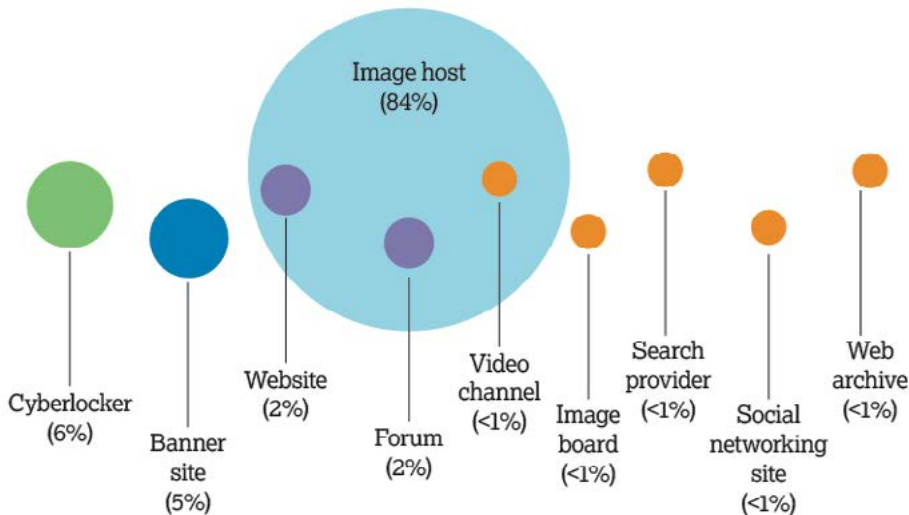 Image host
(84%)
Cyberlocker
(6%)
Banner
site
(5%)
Website
(2%)
Forum
(2%)
Video
channel
(<1%)
Image
board
(<1%)
Search
provider
(<1%)
Social
networking
site
(<1%)
Web
archive
(<1%)